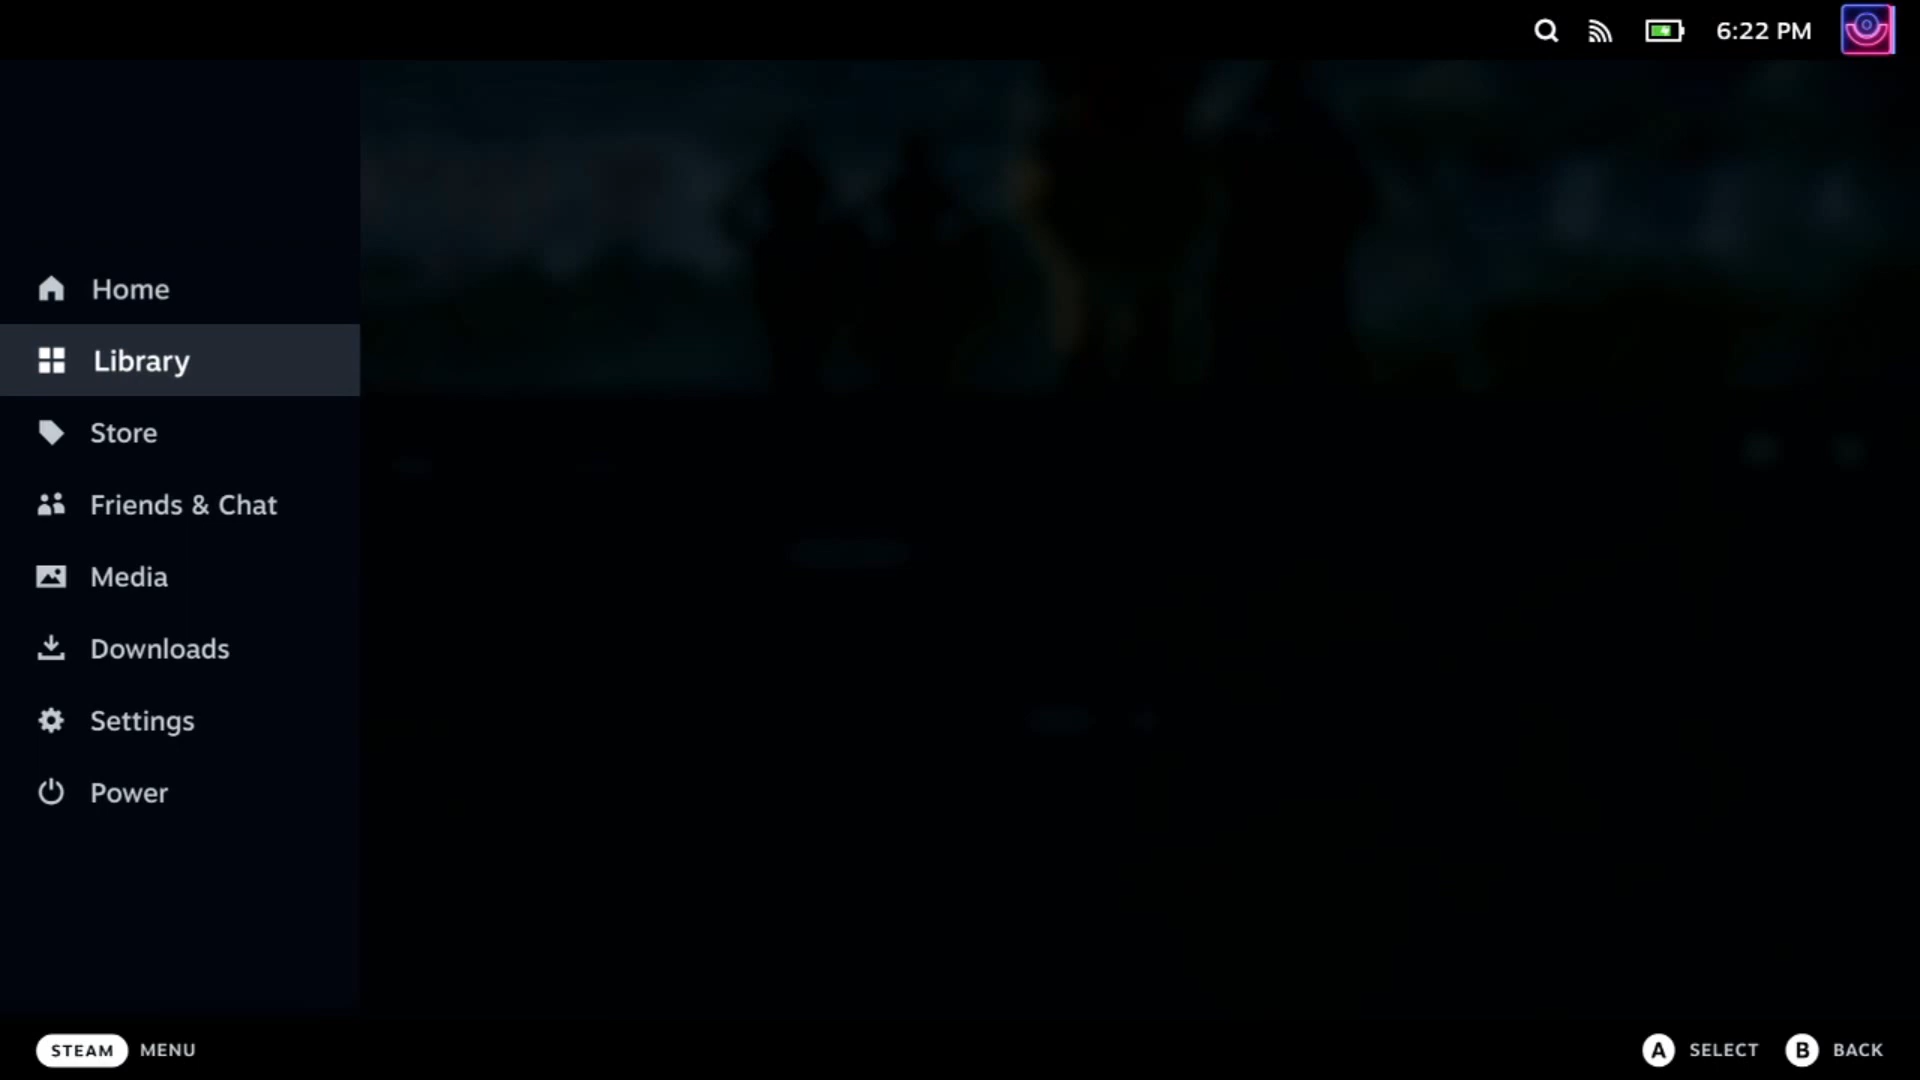 6:22 PM
Home
Library
Store
Friends & Chat
Media
Downloads
Settings
Power
STEAM MENU
A SELECT B BACK